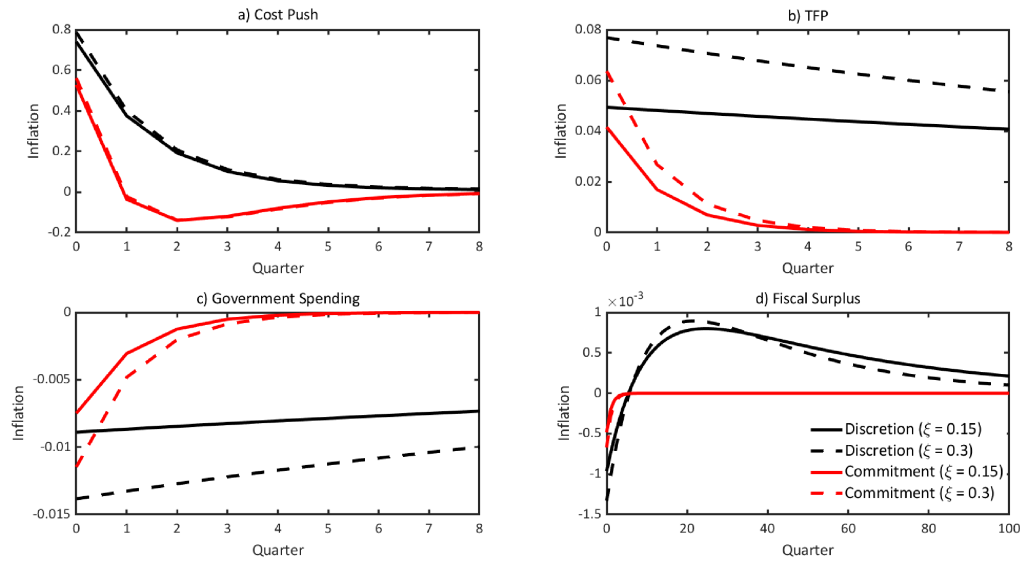 a) Cost Push
0.8
0.6
0.4
0.2
0
-0.2
Inflation
0 1 2 3 4 5 6 7 8
Quarter
b) TFP
0.08
0.06
0.04
0.02
0
Inflation
0 1 2 3 4 5 6 7 8
Quarter
c) Government Spending
0
-0.005
-0.01
-0.015
Inflation
0 1 2 3 4 5 6 7 8
Quarter
d) Fiscal Surplus
×10⁻³
1
0.5
0
-0.5
-1
-1.5
Inflation
0 20 40 60 80 100
Quarter
Discretion (ξ = 0.15)
Discretion (ξ = 0.3)
Commitment (ξ = 0.15)
Commitment (ξ = 0.3)